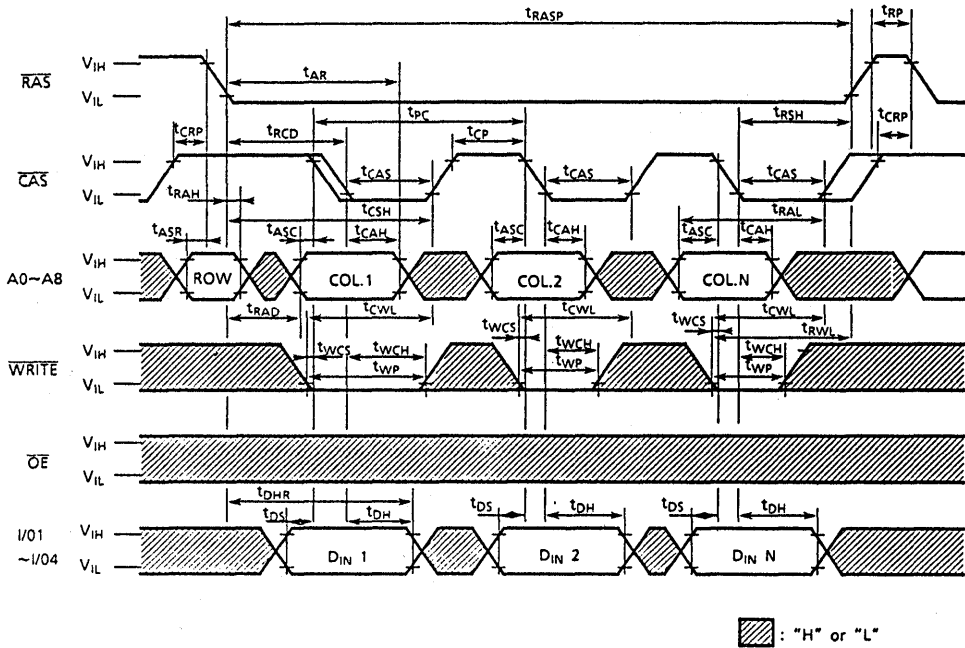 tRASP tRP
RAS VIH
VIL
tAR
tPC tRSH
tCRP tRCD tCP tCRP
CAS VIH
VIL
tCAS tCAS tCAS
tRAH tCSH tRAL
tASR tASC tCAH tASC tCAH tASC tCAH
A0~A8 VIH
VIL
ROW COL.1 COL.2 COL.N
tRAD tCWL tCWL tCWL
tWCS tWCS tWCS tRWL
WRITE VIH
VIL
tWCH tWCH tWCH
tWP tWP tWP
OE VIH
VIL
tDHR
tDS tDH tDS tDH tDS tDH
I/01
~I/04
VIH
VIL
DIN 1 DIN 2 DIN N
: "H" or "L"